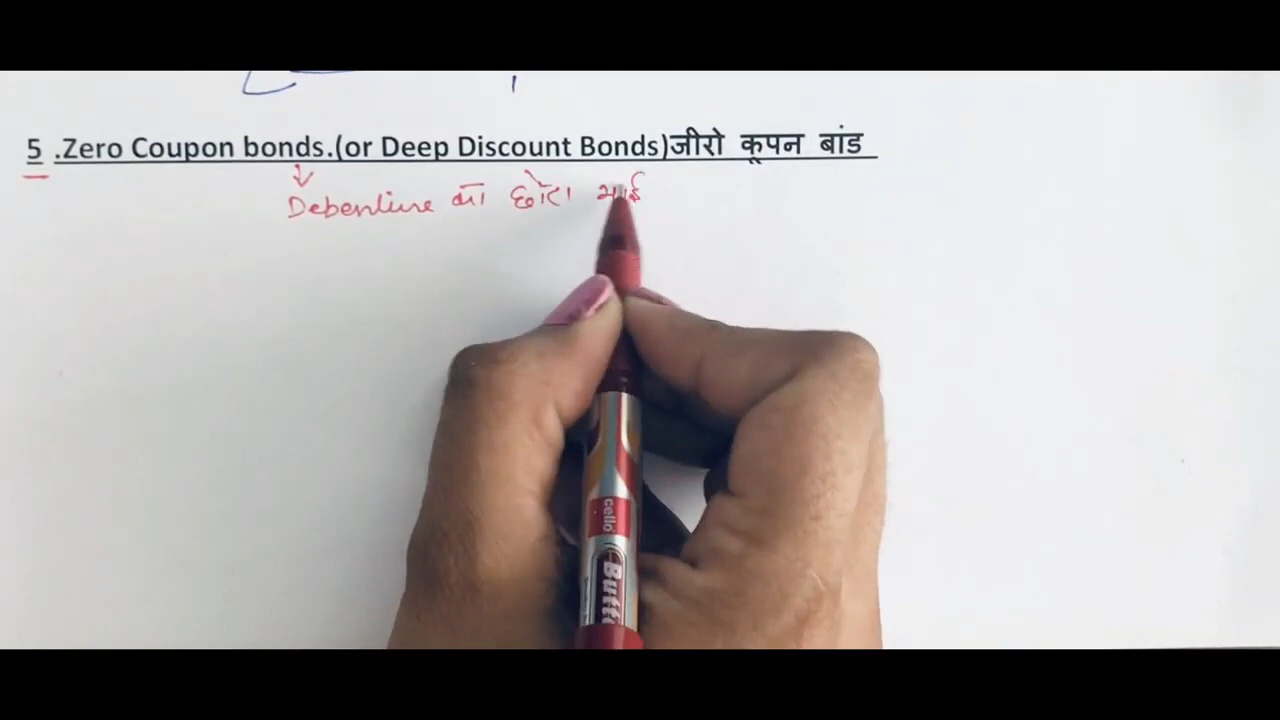 5 .Zero Coupon bonds.(or Deep Discount Bonds)जीरो कूपन बांड
Debenture का छोटा भाई
cello
Butt